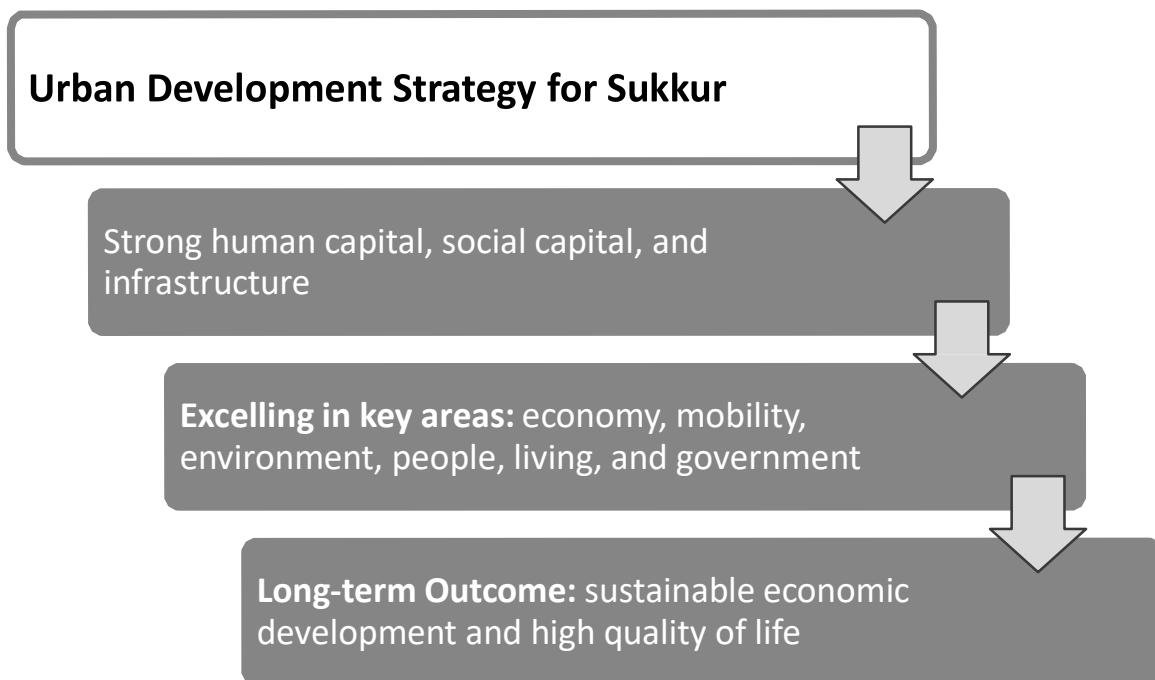 Urban Development Strategy for Sukkur
Strong human capital, social capital, and
infrastructure
Excelling in key areas: economy, mobility,
environment, people, living, and government
Long-term Outcome: sustainable economic
development and high quality of life